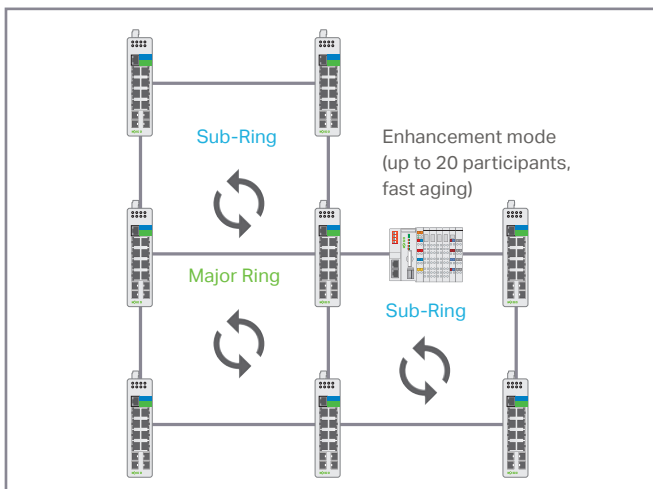 Sub-Ring
Enhancement mode
(up to 20 participants,
fast aging)
Major Ring
Sub-Ring